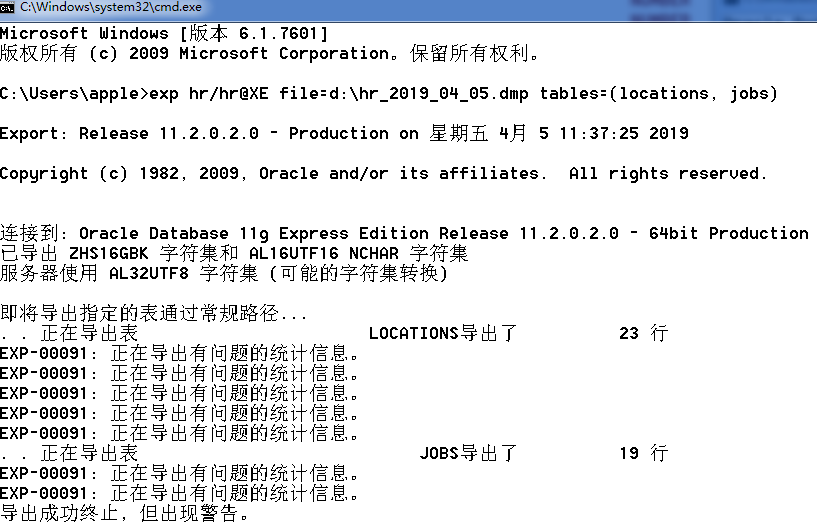 C:\Windows\system32\cmd.exe
Microsoft Windows [版本 6.1.7601]
版权所有 (c) 2009 Microsoft Corporation。保留所有权利。
C:\Users\apple>exp hr/hr@XE file=d:\hr_2019_04_05.dmp tables=(locations, jobs)
Export: Release 11.2.0.2.0 - Production on 星期五 4月 5 11:37:25 2019
Copyright (c) 1982, 2009, Oracle and/or its affiliates.  All rights reserved.
连接到: Oracle Database 11g Express Edition Release 11.2.0.2.0 - 64bit Production
已导出 ZHS16GBK 字符集和 AL16UTF16 NCHAR 字符集
服务器使用 AL32UTF8 字符集 (可能的字符集转换)
即将导出指定的表通过常规路径...
. . 正在导出表                       LOCATIONS导出了          23 行
EXP-00091: 正在导出有问题的统计信息。
EXP-00091: 正在导出有问题的统计信息。
EXP-00091: 正在导出有问题的统计信息。
EXP-00091: 正在导出有问题的统计信息。
EXP-00091: 正在导出有问题的统计信息。
. . 正在导出表                            JOBS导出了          19 行
EXP-00091: 正在导出有问题的统计信息。
EXP-00091: 正在导出有问题的统计信息。
导出成功终止, 但出现警告。